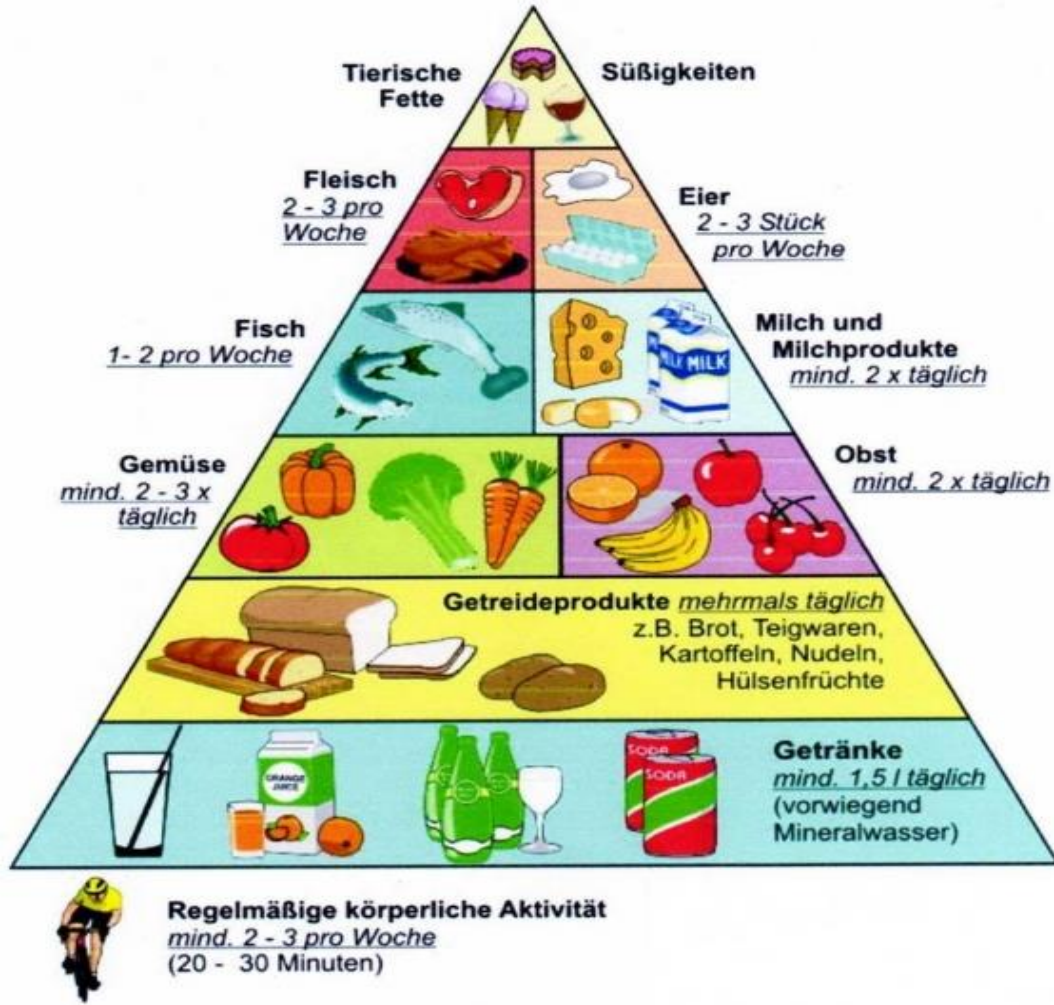 Tierische
Fette
Süßigkeiten
Fleisch
2 - 3 pro
Woche
Eier
2 - 3 Stück
pro Woche
Fisch
1- 2 pro Woche
Milch und
Milchprodukte
mind. 2 x täglich
MILK MILK
Gemüse
mind. 2 - 3 x
täglich
Obst
mind. 2 x täglich
Getreideprodukte mehrmals täglich
z.B. Brot, Teigwaren,
Kartoffeln, Nudeln,
Hülsenfrüchte
ORANGE
JUICE
SODA
SODA
Getränke
mind. 1,5 l täglich
(vorwiegend
Mineralwasser)
Regelmäßige körperliche Aktivität
mind. 2 - 3 pro Woche
(20 - 30 Minuten)